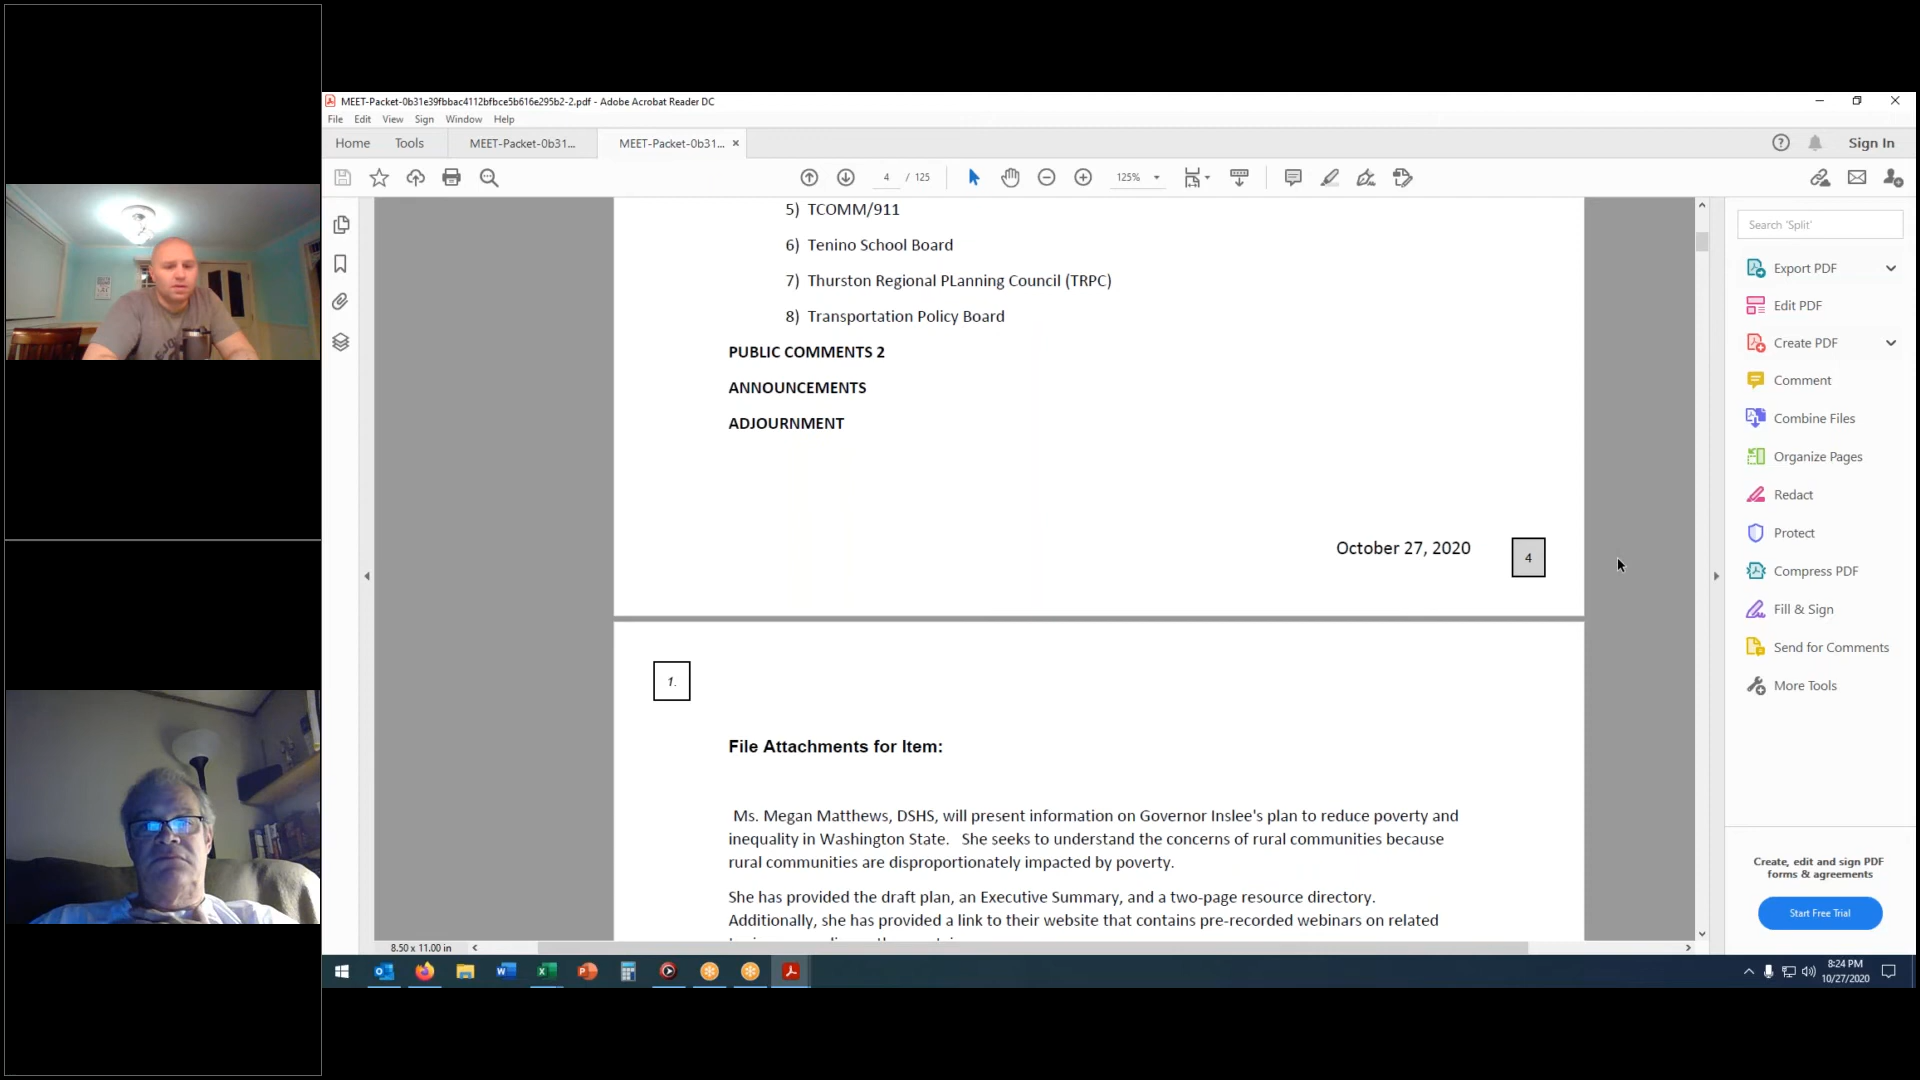 MEET-Packet-0b31e39fbbac4112bfbce5b616e295b2-2.pdf - Adobe Acrobat Reader DC
File Edit View Sign Window Help
Home Tools MEET-Packet-0b31... MEET-Packet-0b31... × Sign In
4 / 125 125%
5) TCOMM/911
6) Tenino School Board
7) Thurston Regional PLanning Council (TRPC)
8) Transportation Policy Board
PUBLIC COMMENTS 2
ANNOUNCEMENTS
ADJOURNMENT
October 27, 2020 4
1.
File Attachments for Item:
Ms. Megan Matthews, DSHS, will present information on Governor Inslee's plan to reduce poverty and
inequality in Washington State. She seeks to understand the concerns of rural communities because
rural communities are disproportionately impacted by poverty.
She has provided the draft plan, an Executive Summary, and a two-page resource directory.
Additionally, she has provided a link to their website that contains pre-recorded webinars on related
8.50 x 11.00 in
Search 'Split'
Export PDF
Edit PDF
Create PDF
Comment
Combine Files
Organize Pages
Redact
Protect
Compress PDF
Fill & Sign
Send for Comments
More Tools
Create, edit and sign PDF
forms & agreements
Start Free Trial
8:24 PM
10/27/2020